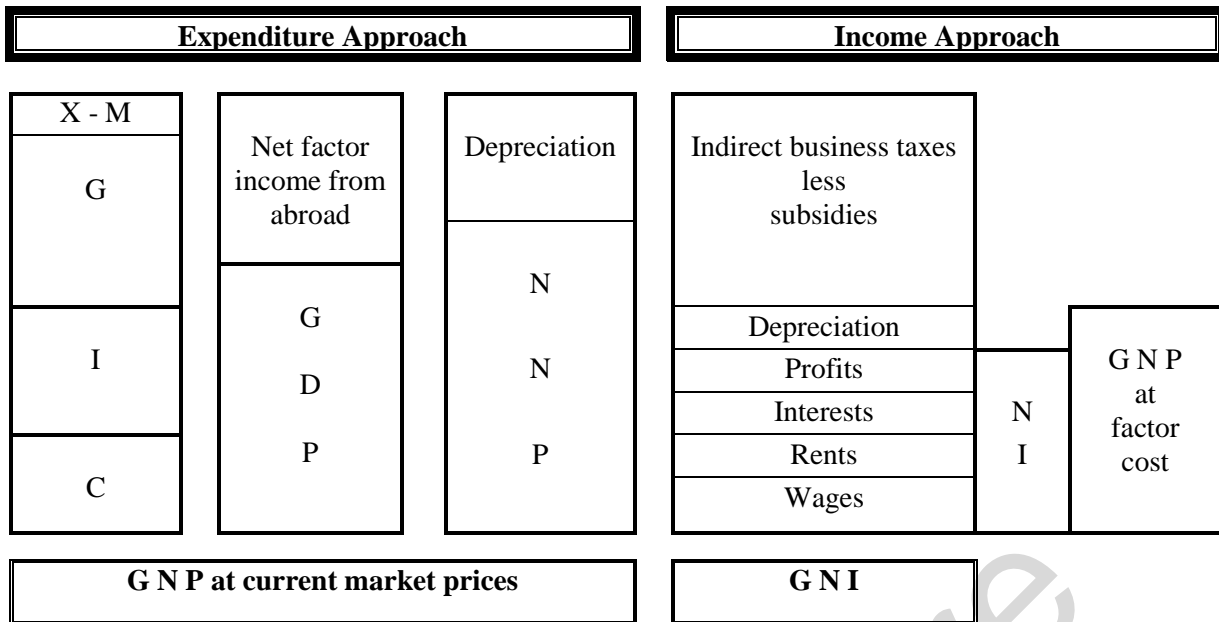 Expenditure Approach
Income Approach
X - M
G
I
C
Net factor
income from
abroad
G
D
P
Depreciation
N
N
P
Indirect business taxes
less
subsidies
Depreciation
Profits
Interests
Rents
Wages
N
I
G N P
at
factor
cost
G N P at current market prices
G N I